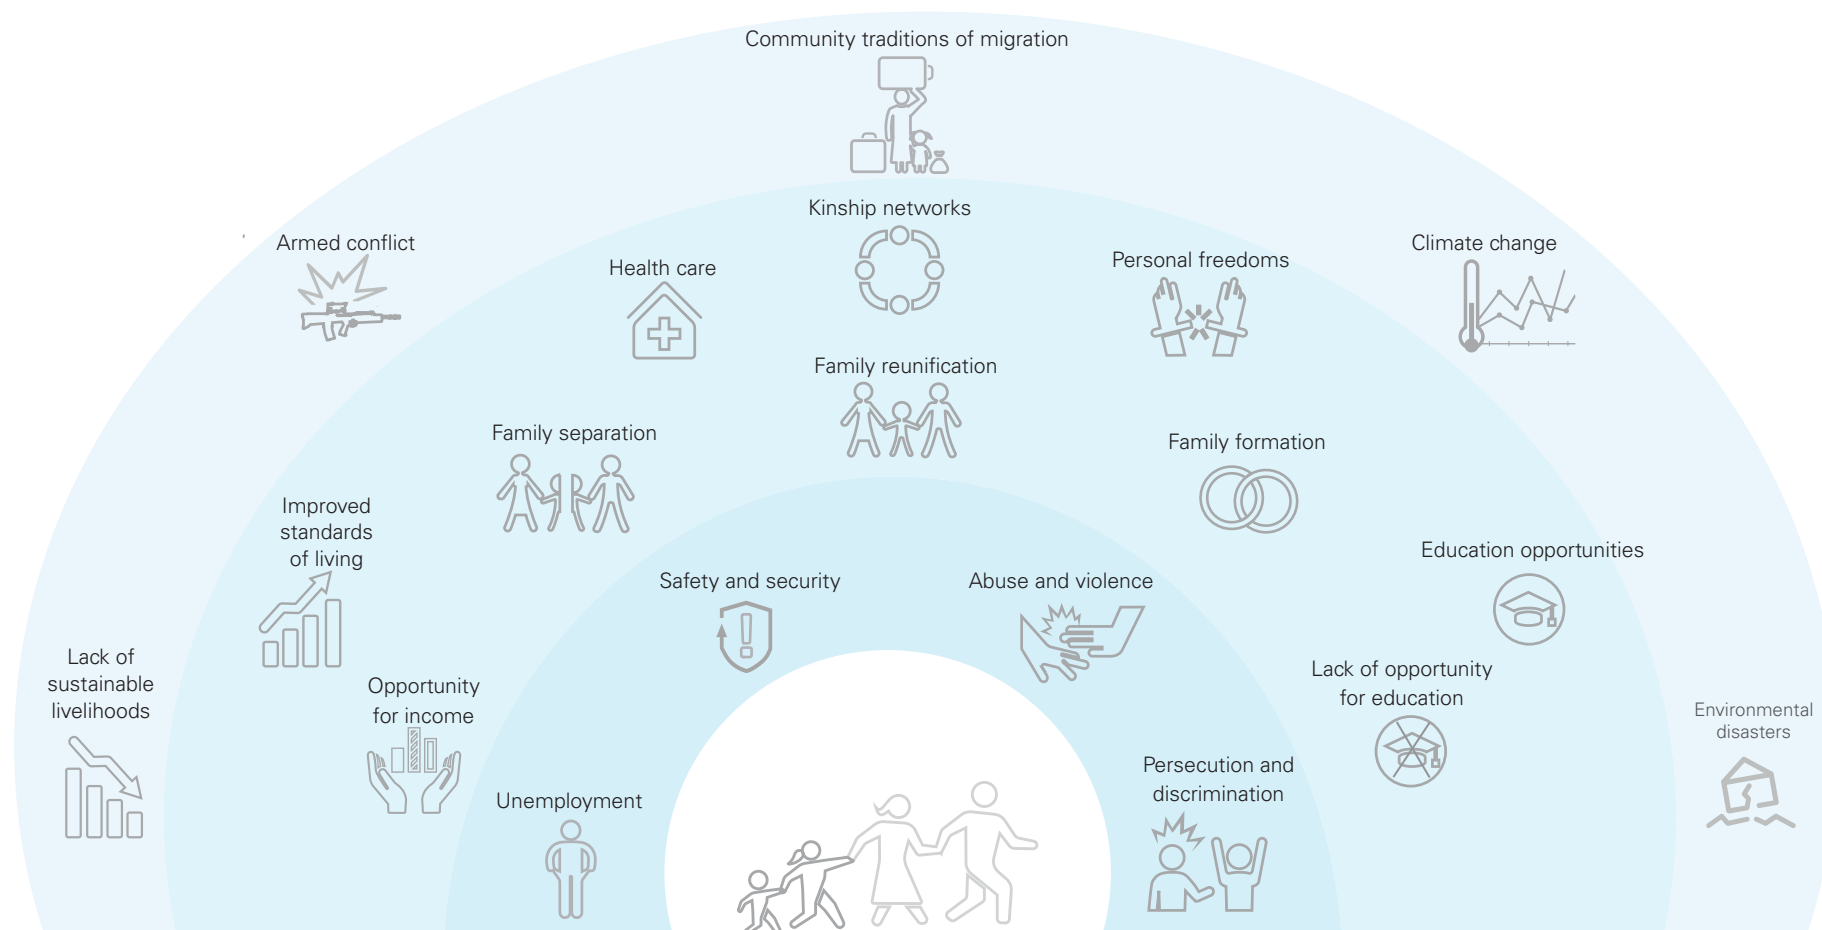 Community traditions of migration
Kinship networks
Armed conflict
Climate change
Health care
Personal freedoms
Family reunification
Family separation
Family formation
Improved
standards
of living
Education opportunities
Safety and security
Abuse and violence
Lack of
sustainable
livelihoods
Lack of opportunity
for education
Opportunity
for income
Environmental
disasters
Persecution and
discrimination
Unemployment